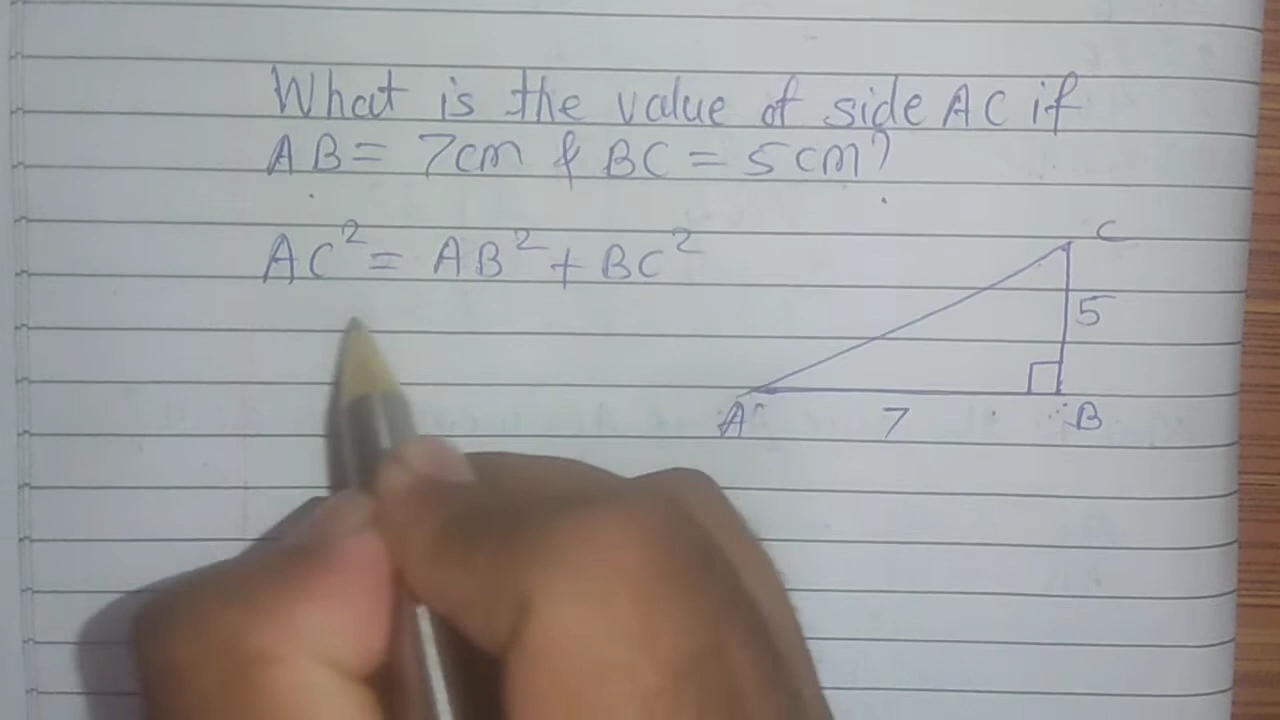 What is the value of side AC if
AB = 7cm & BC = 5cm?
AC² = AB² + BC²
C
5
A
7
B